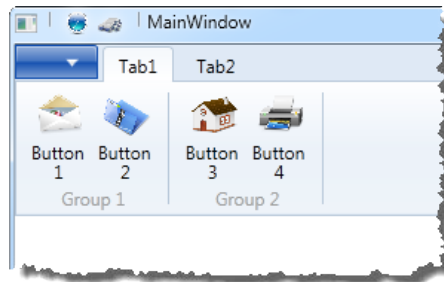 MainWindow
Tab1 Tab2
Button Button Button Button
1 2 3 4
Group 1 Group 2